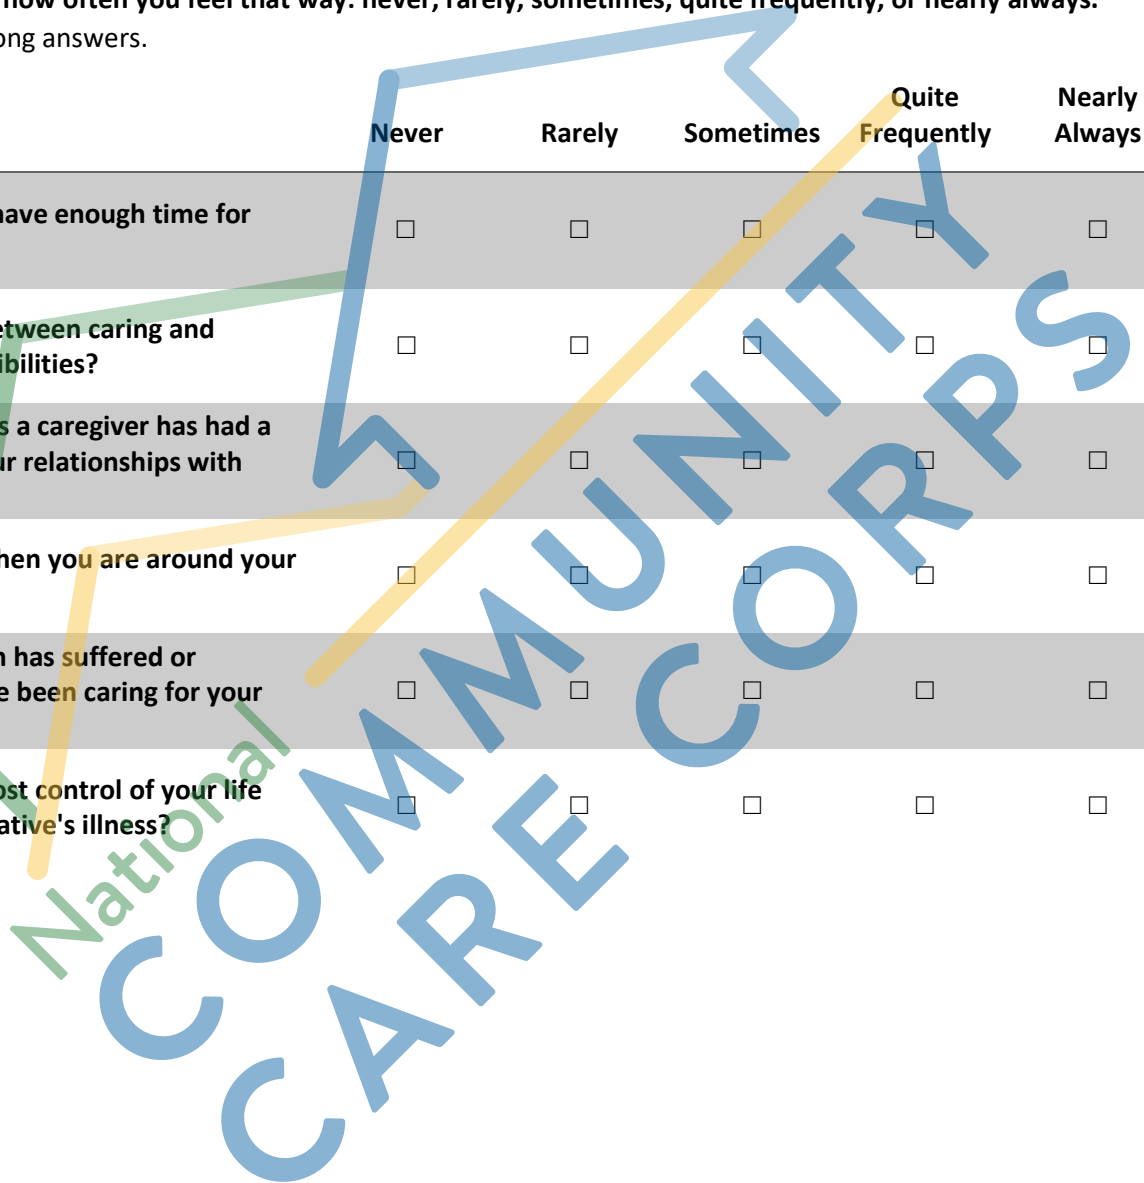 how often you feel that way: never, rarely, sometimes, quite frequently, or nearly always.
ong answers.
Never Rarely Sometimes Quite Frequently Nearly Always
have enough time for
☐ ☐ ☐ ☐ ☐
etween caring and
ibilities?
☐ ☐ ☐ ☐ ☐
s a caregiver has had a
ur relationships with
☐ ☐ ☐ ☐ ☐
hen you are around your
☐ ☐ ☐ ☐ ☐
h has suffered or
e been caring for your
☐ ☐ ☐ ☐ ☐
ost control of your life
ative's illness?
☐ ☐ ☐ ☐ ☐
National
COMMUNITY
CARE CORPS